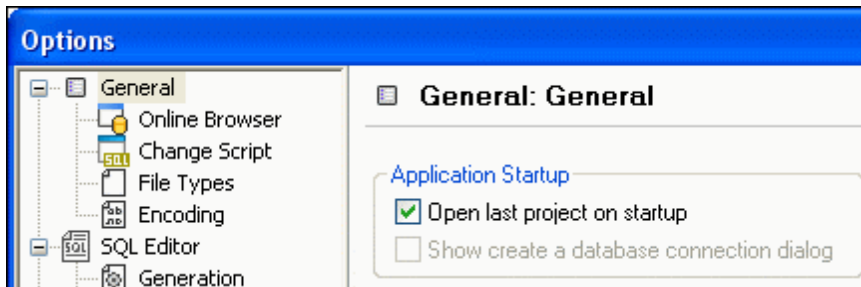 Options
General
Online Browser
Change Script
File Types
Encoding
SQL Editor
Generation
General: General
Application Startup
Open last project on startup
Show create a database connection dialog